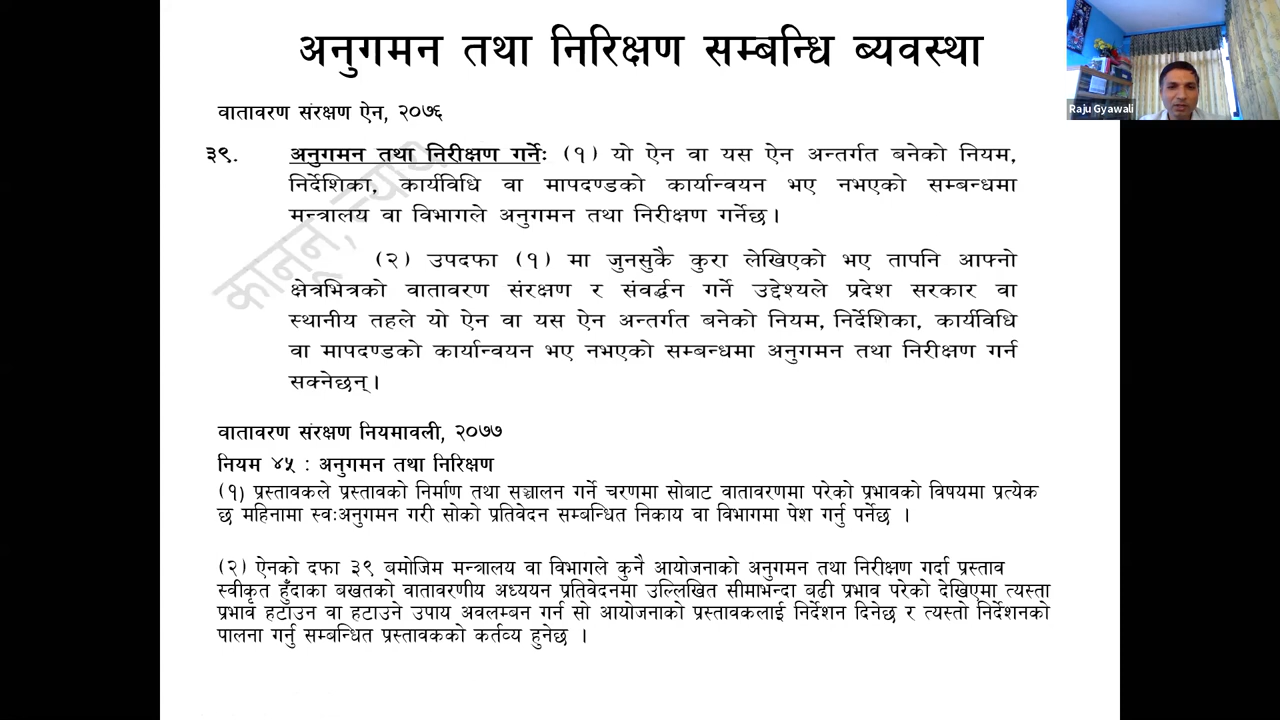 अनुगमन तथा निरिक्षण सम्बन्धि ब्यवस्था
Raju Gyawali
वातावरण संरक्षण ऐन, २०७६
३९. अनुगमन तथा निरीक्षण गर्नेः (१) यो ऐन वा यस ऐन अन्तर्गत बनेको नियम,
निर्देशिका, कार्यविधि वा मापदण्डको कार्यान्वयन भए नभएको सम्बन्धमा
मन्त्रालय वा विभागले अनुगमन तथा निरीक्षण गर्नेछ।
(२) उपदफा (१) मा जुनसुकै कुरा लेखिएको भए तापनि आफ्नो
क्षेत्रभित्रको वातावरण संरक्षण र संवर्द्धन गर्ने उद्देश्यले प्रदेश सरकार वा
स्थानीय तहले यो ऐन वा यस ऐन अन्तर्गत बनेको नियम, निर्देशिका, कार्यविधि
वा मापदण्डको कार्यान्वयन भए नभएको सम्बन्धमा अनुगमन तथा निरीक्षण गर्न
सक्नेछन्।
कानून, न्याय
वातावरण संरक्षण नियमावली, २०७७
नियम ४५ : अनुगमन तथा निरिक्षण
(१) प्रस्तावकले प्रस्तावको निर्माण तथा सञ्चालन गर्ने चरणमा सोबाट वातावरणमा परेको प्रभावको विषयमा प्रत्येक
छ महिनामा स्वःअनुगमन गरी सोको प्रतिवेदन सम्बन्धित निकाय वा विभागमा पेश गर्नु पर्नेछ ।
(२) ऐनको दफा ३९ बमोजिम मन्त्रालय वा विभागले कुनै आयोजनाको अनुगमन तथा निरीक्षण गर्दा प्रस्ताव
स्वीकृत हुँदाका बखतको वातावरणीय अध्ययन प्रतिवेदनमा उल्लिखित सीमाभन्दा बढी प्रभाव परेको देखिएमा त्यस्ता
प्रभाव हटाउन वा हटाउने उपाय अवलम्बन गर्न सो आयोजनाको प्रस्तावकलाई निर्देशन दिनेछ र त्यस्तो निर्देशनको
पालना गर्नु सम्बन्धित प्रस्तावकको कर्तव्य हुनेछ ।